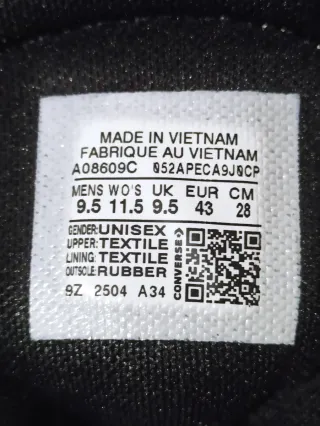 MADE IN VIETNAM
FABRIQUE AU VIETNAM
A08609C 052APECA9J0CP
MENS WO'S UK EUR CM
9.5 11.5 9.5 43 28
GENDER:UNISEX
UPPER:TEXTILE
LINING:TEXTILE
OUTSOLE:RUBBER
CONVERSE>
9Z 2504 A34